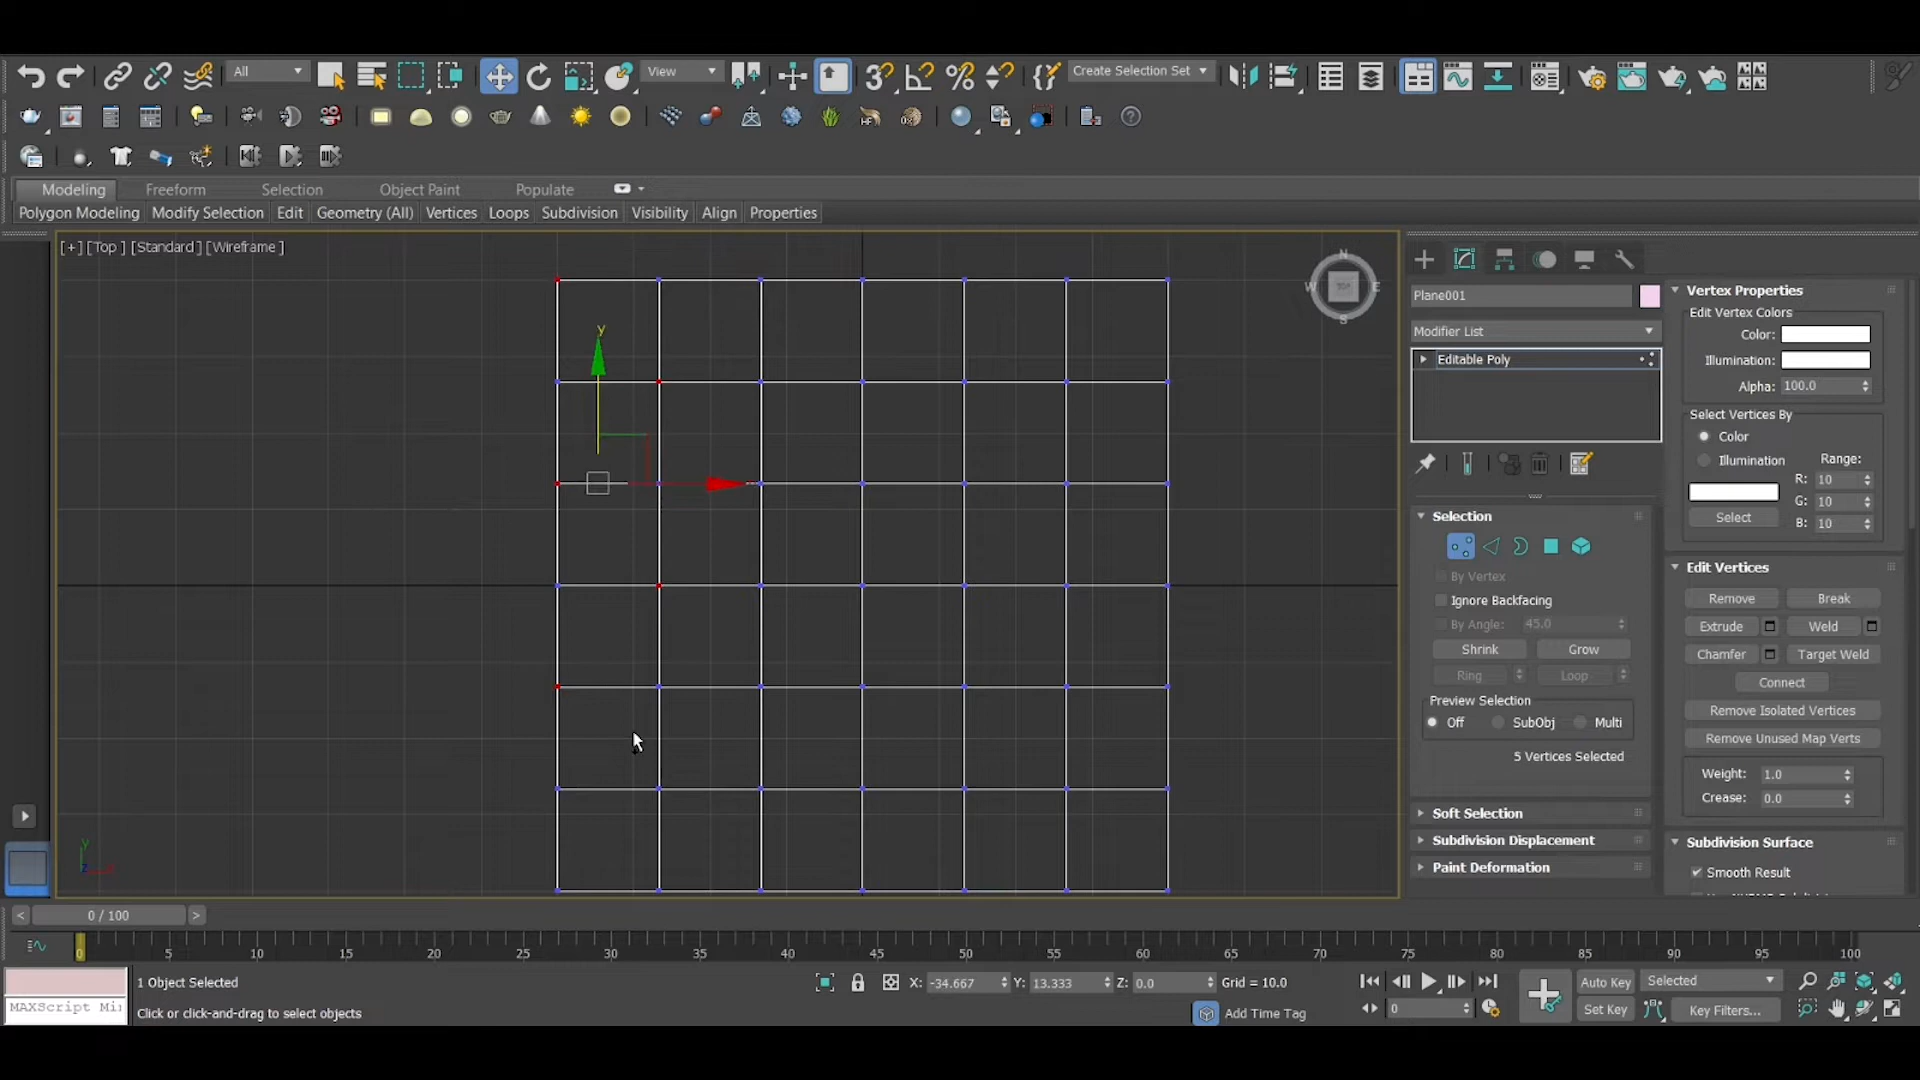 All
View
Create Selection Set
Modeling Freeform Selection Object Paint Populate
Polygon Modeling Modify Selection Edit Geometry (All) Vertices Loops Subdivision Visibility Align Properties
[+] [Top ] [Standard ] [Wireframe ]
N
W TOP E
S
y
Plane001
Modifier List
Editable Poly
Selection
By Vertex
Ignore Backfacing
By Angle: 45.0
Shrink Grow
Ring Loop
Preview Selection
Off SubObj Multi
5 Vertices Selected
Soft Selection
Subdivision Displacement
Paint Deformation
Vertex Properties
Edit Vertex Colors
Color:
Illumination:
Alpha: 100.0
Select Vertices By
Color
Illumination Range:
R: 10
G: 10
Select B: 10
Edit Vertices
Remove Break
Extrude Weld
Chamfer Target Weld
Connect
Remove Isolated Vertices
Remove Unused Map Verts
Weight: 1.0
Crease: 0.0
Subdivision Surface
Smooth Result
y
z
< 0 / 100 >
0 5 10 15 20 25 30 35 40 45 50 55 60 65 70 75 80 85 90 95 100
1 Object Selected
X: -34.667 Y: 13.333 Z: 0.0 Grid = 10.0
MAXScript Mi
Click or click-and-drag to select objects
Add Time Tag
0
Auto Key Selected
Set Key Key Filters...